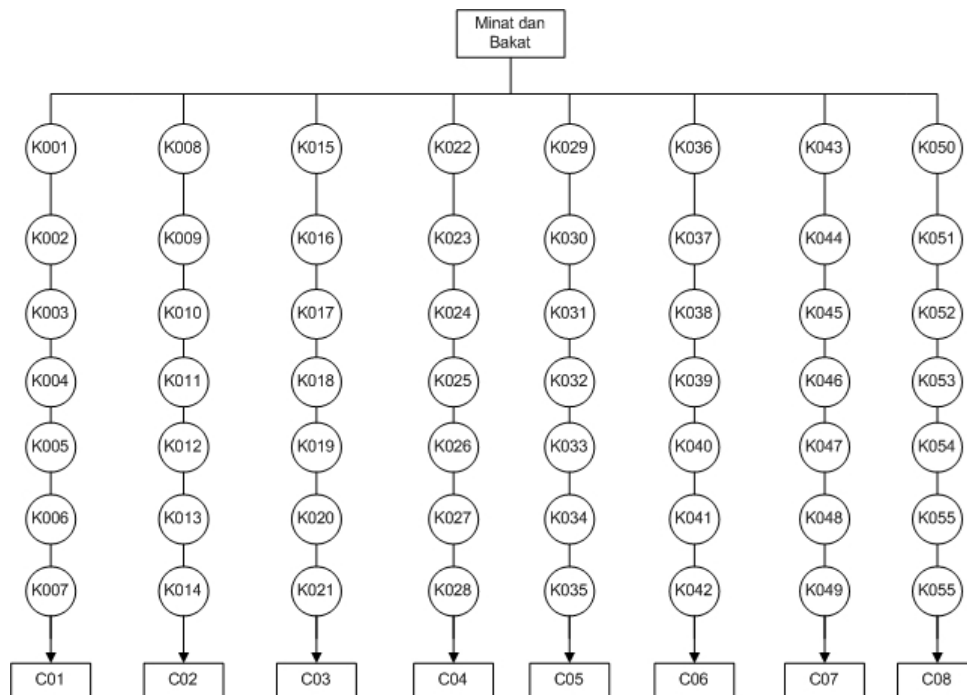 Minat dan
Bakat
K001 K008 K015 K022 K029 K036 K043 K050
K002 K009 K016 K023 K030 K037 K044 K051
K003 K010 K017 K024 K031 K038 K045 K052
K004 K011 K018 K025 K032 K039 K046 K053
K005 K012 K019 K026 K033 K040 K047 K054
K006 K013 K020 K027 K034 K041 K048 K055
K007 K014 K021 K028 K035 K042 K049 K055
C01 C02 C03 C04 C05 C06 C07 C08